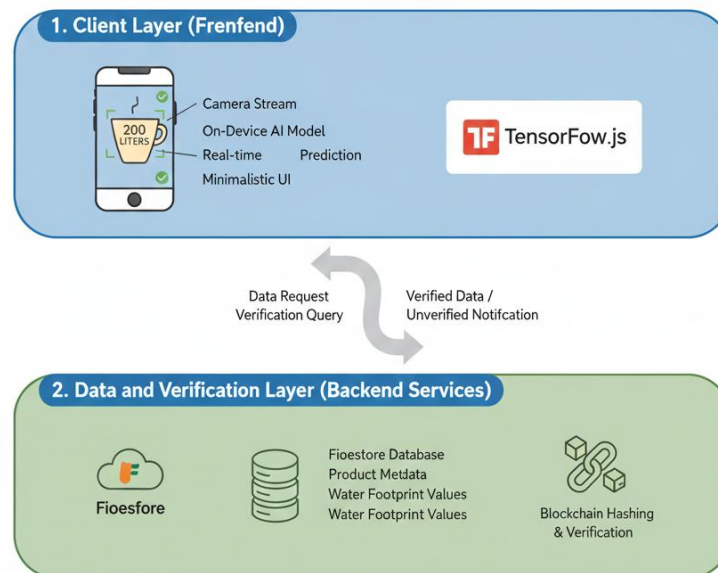 1. Client Layer (Frenfend)
200
LITERS
Camera Stream
On-Device AI Model
Real-time Prediction
Minimalistic UI
TensorFow.js
Data Request
Verification Query
Verified Data /
Unverified Notifcation
2. Data and Verification Layer (Backend Services)
Fioesfore
Fioestore Database
Product Metdata
Water Footprint Values
Water Footprint Values
Blockchain Hashing
& Verification